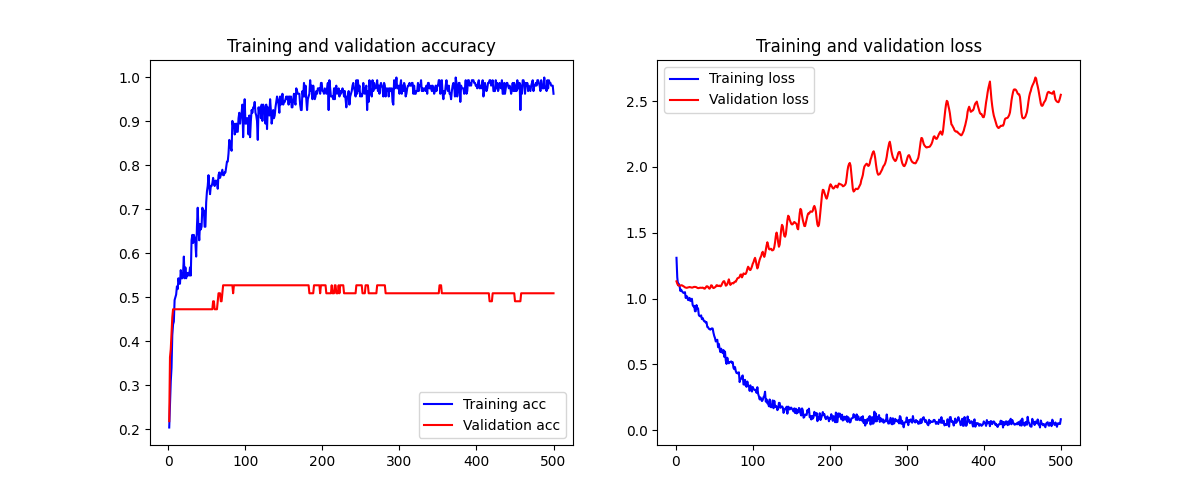 Training and validation accuracy
1.0
0.9
0.8
0.7
0.6
0.5
0.4
0.3
0.2
0 100 200 300 400 500
Training acc
Validation acc
Training and validation loss
Training loss
Validation loss
2.5
2.0
1.5
1.0
0.5
0.0
0 100 200 300 400 500